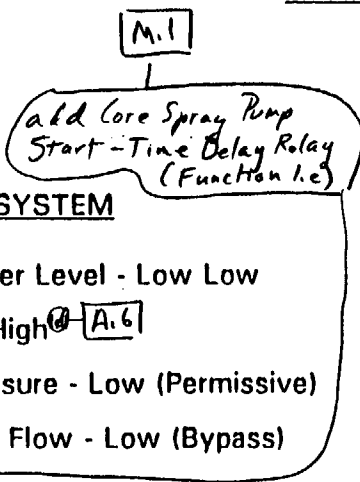 M.1
add Core Spray Pump
Start-Time Delay Relay
(Function 1.e)
SYSTEM
er Level - Low Low
High(d) A.6
sure - Low (Permissive)
Flow - Low (Bypass)